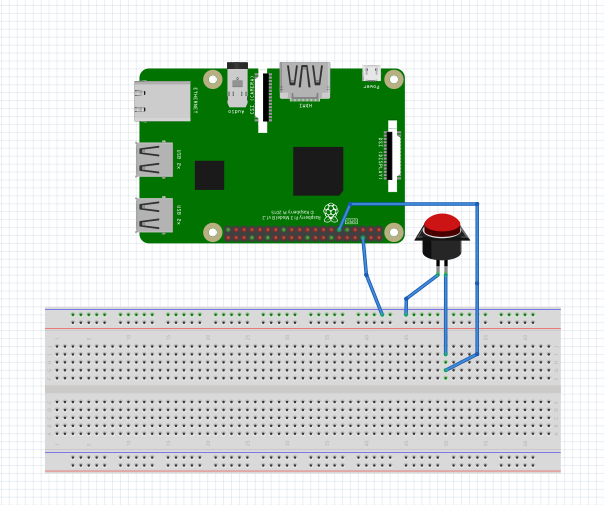 HDMI
Power
Audio
CSI (CAMERA)
ETHERNET
DSI (DISPLAY)
USB 2x
USB 2x
Raspberry Pi 3 Model B v1.2
© Raspberry Pi 2015
GPIO